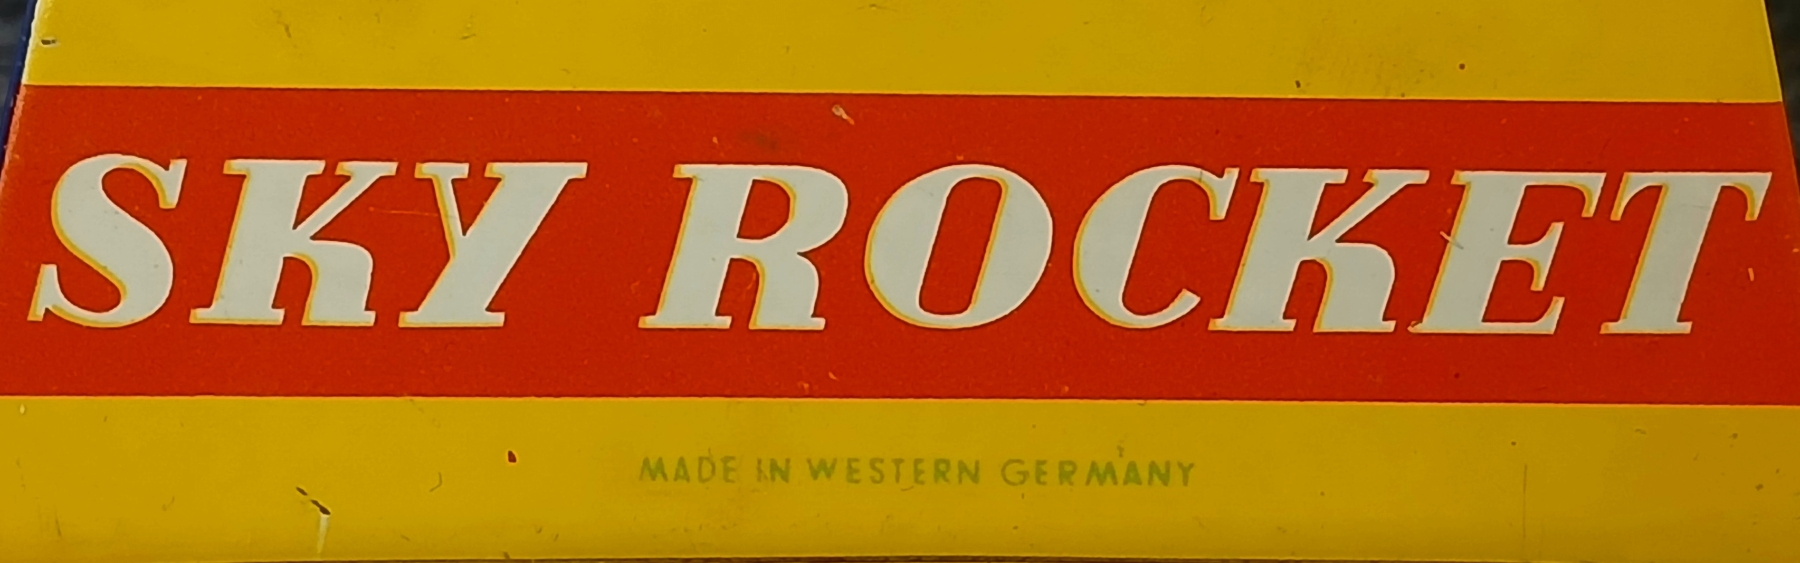 SKY ROCKET
MADE IN WESTERN GERMANY